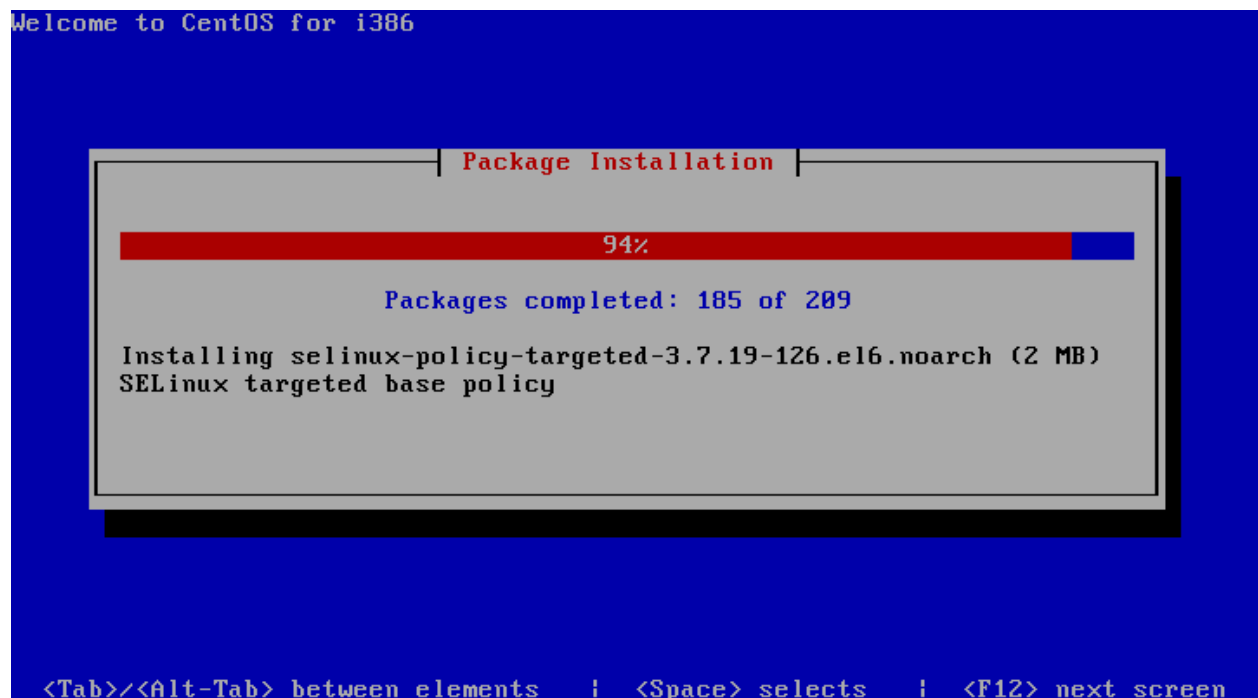 Welcome to CentOS for i386
Package Installation
94%
Packages completed: 185 of 209
Installing selinux-policy-targeted-3.7.19-126.el6.noarch (2 MB)
SELinux targeted base policy
<Tab>/<Alt-Tab> between elements | <Space> selects | <F12> next screen